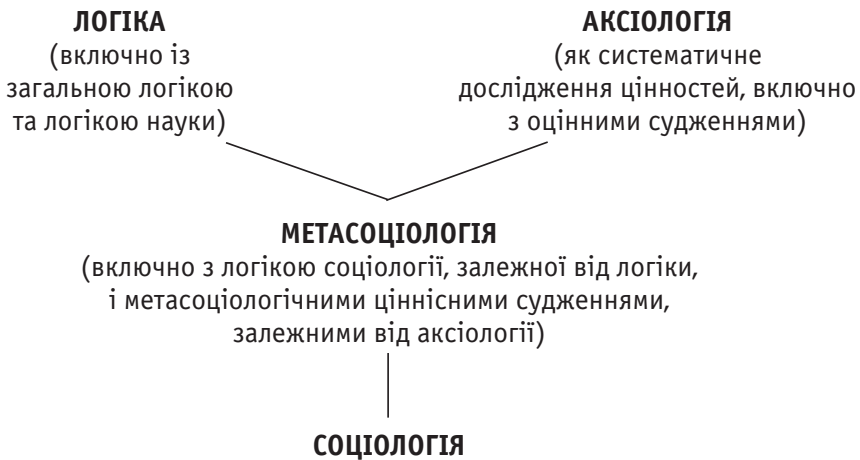 ЛОГІКА
(включно із
загальною логікою
та логікою науки)
АКСІОЛОГІЯ
(як систематичне
дослідження цінностей, включно
з оцінними судженнями)
МЕТАСОЦІОЛОГІЯ
(включно з логікою соціології, залежної від логіки,
і метасоціологічними ціннісними судженнями,
залежними від аксіології)
СОЦІОЛОГІЯ